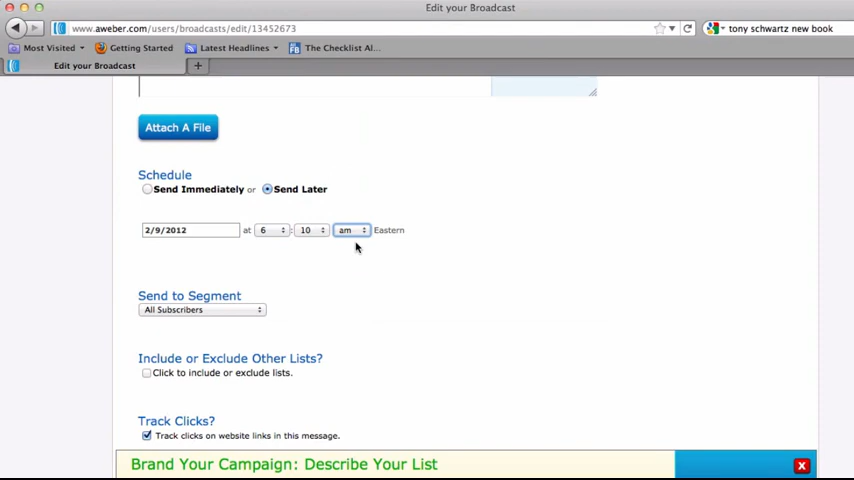 Edit your Broadcast
www.aweber.com/users/broadcasts/edit/13452673
tony schwartz new book
Most Visited
Getting Started
Latest Headlines
The Checklist Al...
Edit your Broadcast
+
Attach A File
Schedule
Send Immediately or Send Later
2/9/2012 at 6 : 10 am Eastern
Send to Segment
All Subscribers
Include or Exclude Other Lists?
Click to include or exclude lists.
Track Clicks?
Track clicks on website links in this message.
Brand Your Campaign: Describe Your List
x